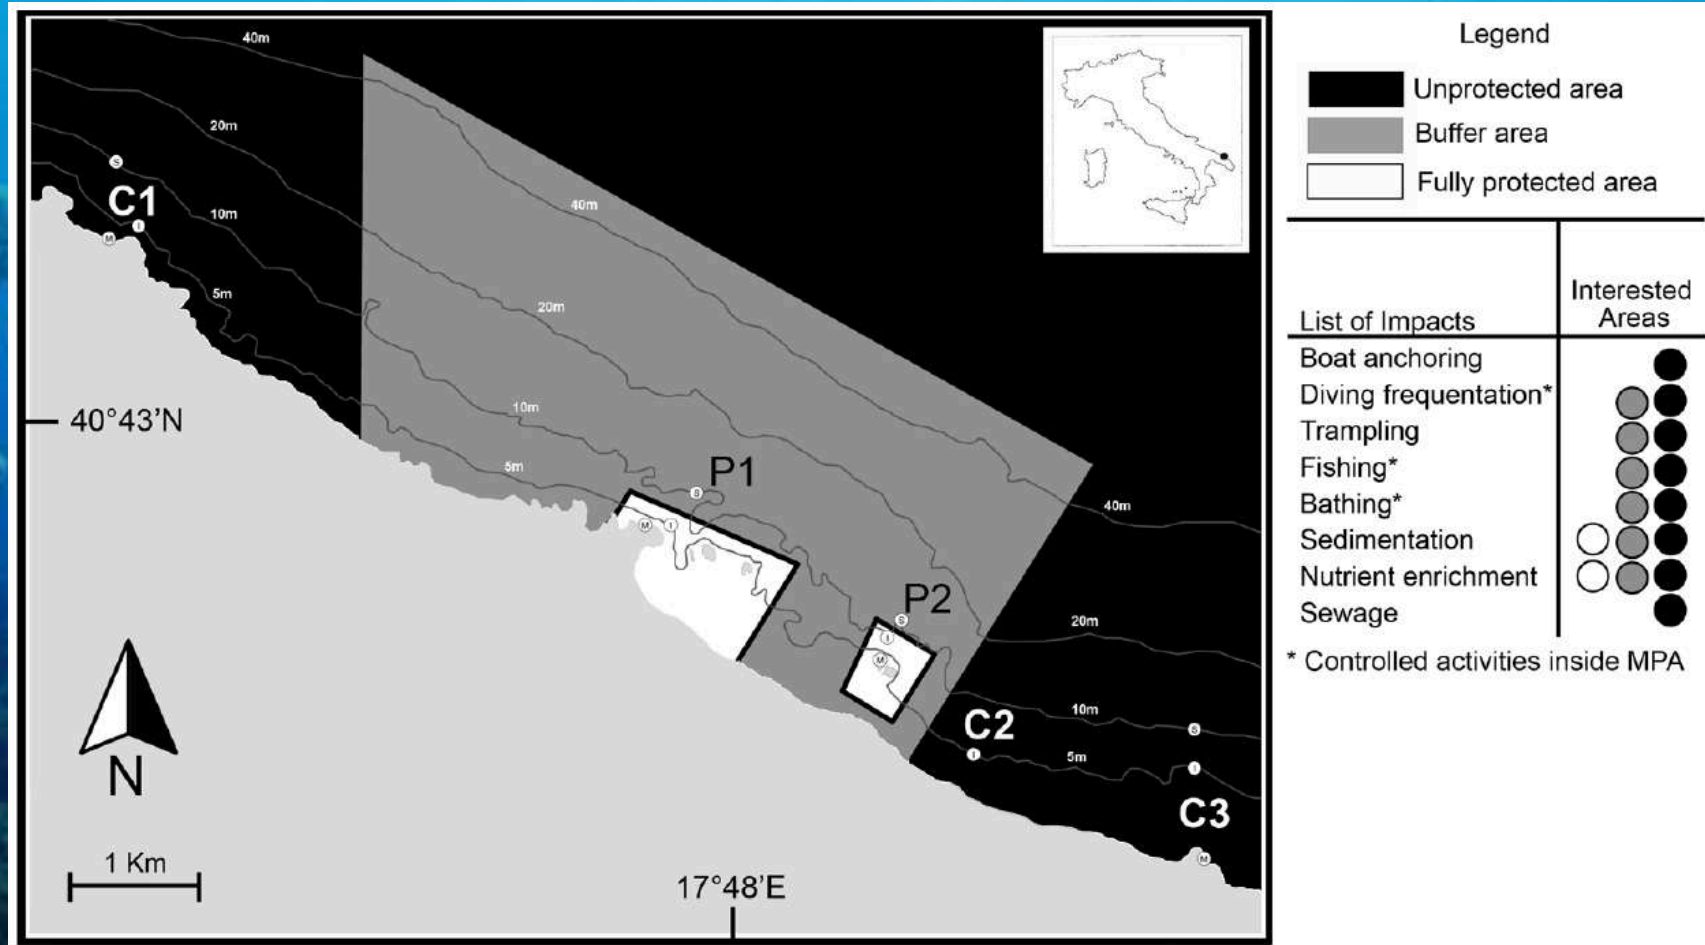 40m
20m
S
C1
10m
I
M
5m
40m
20m
10m
5m
P1
S
M
I
40m
P2
S
I
M
20m
10m
C2
S
I
5m
I
C3
M
40°43'N
N
1 Km
17°48'E
Legend
Unprotected area
Buffer area
Fully protected area
List of Impacts
Interested
Areas
Boat anchoring
Diving frequentation*
Trampling
Fishing*
Bathing*
Sedimentation
Nutrient enrichment
Sewage
* Controlled activities inside MPA